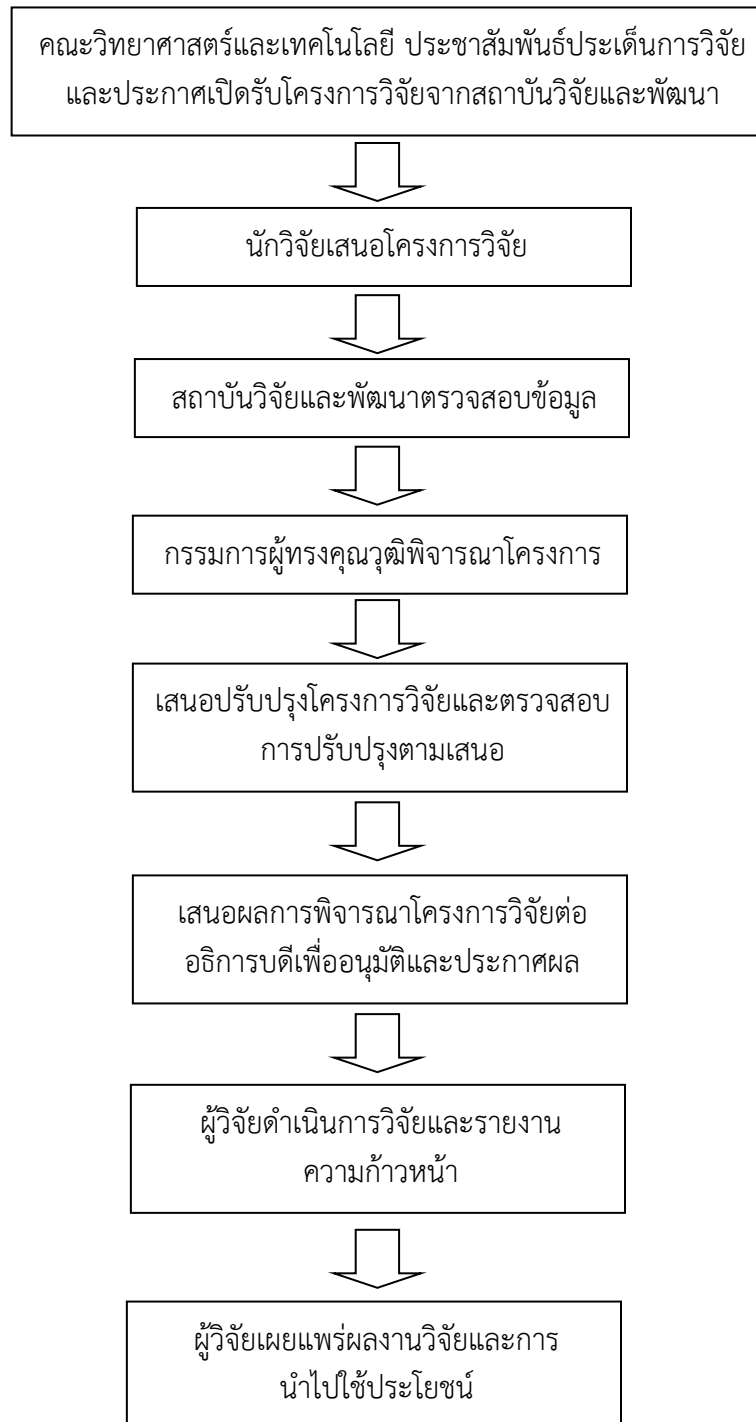 คณะวิทยาศาสตร์และเทคโนโลยี ประชาสัมพันธ์ประเด็นการวิจัย
และประกาศเปิดรับโครงการวิจัยจากสถาบันวิจัยและพัฒนา
นักวิจัยเสนอโครงการวิจัย
สถาบันวิจัยและพัฒนาตรวจสอบข้อมูล
กรรมการผู้ทรงคุณวุฒิพิจารณาโครงการ
เสนอปรับปรุงโครงการวิจัยและตรวจสอบ
การปรับปรุงตามเสนอ
เสนอผลการพิจารณาโครงการวิจัยต่อ
อธิการบดีเพื่ออนุมัติและประกาศผล
ผู้วิจัยดำเนินการวิจัยและรายงาน
ความก้าวหน้า
ผู้วิจัยเผยแพร่ผลงานวิจัยและการ
นำไปใช้ประโยชน์